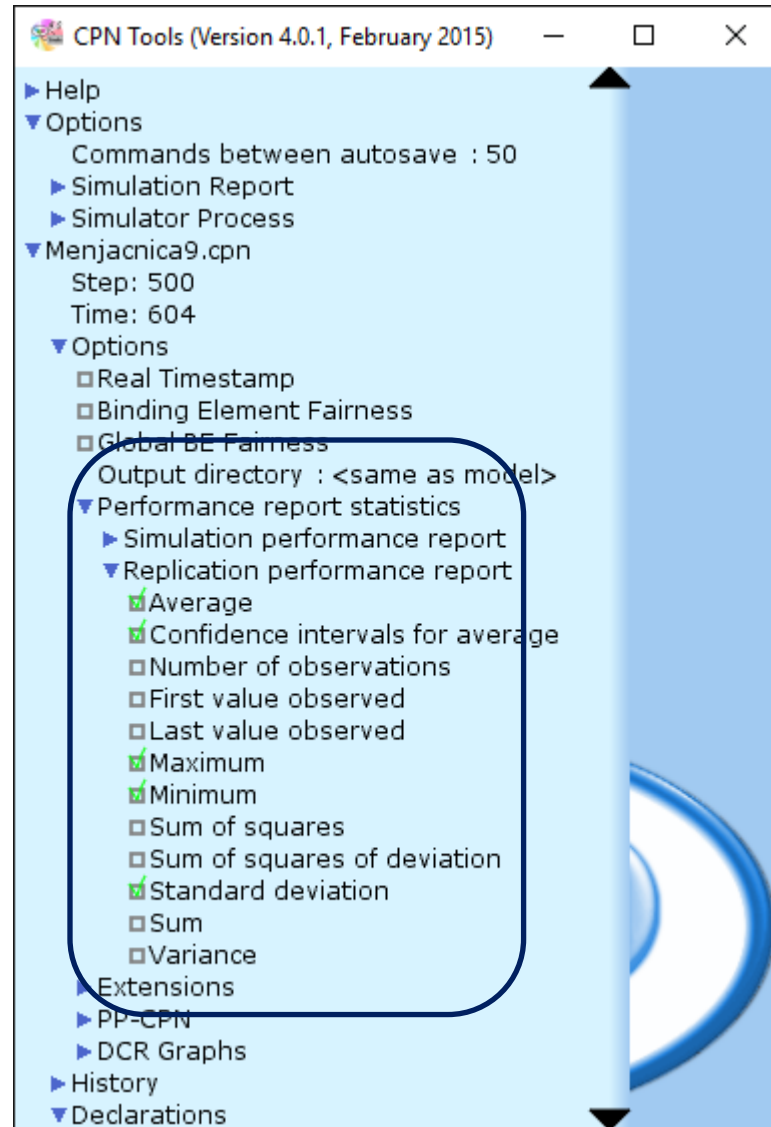 CPN Tools (Version 4.0.1, February 2015)
Help
Options
Commands between autosave : 50
Simulation Report
Simulator Process
Menjacnica9.cpn
Step: 500
Time: 604
Options
Real Timestamp
Binding Element Fairness
Global BE Fairness
Output directory : <same as model>
Performance report statistics
Simulation performance report
Replication performance report
Average
Confidence intervals for average
Number of observations
First value observed
Last value observed
Maximum
Minimum
Sum of squares
Sum of squares of deviation
Standard deviation
Sum
Variance
Extensions
PP-CPN
DCR Graphs
History
Declarations